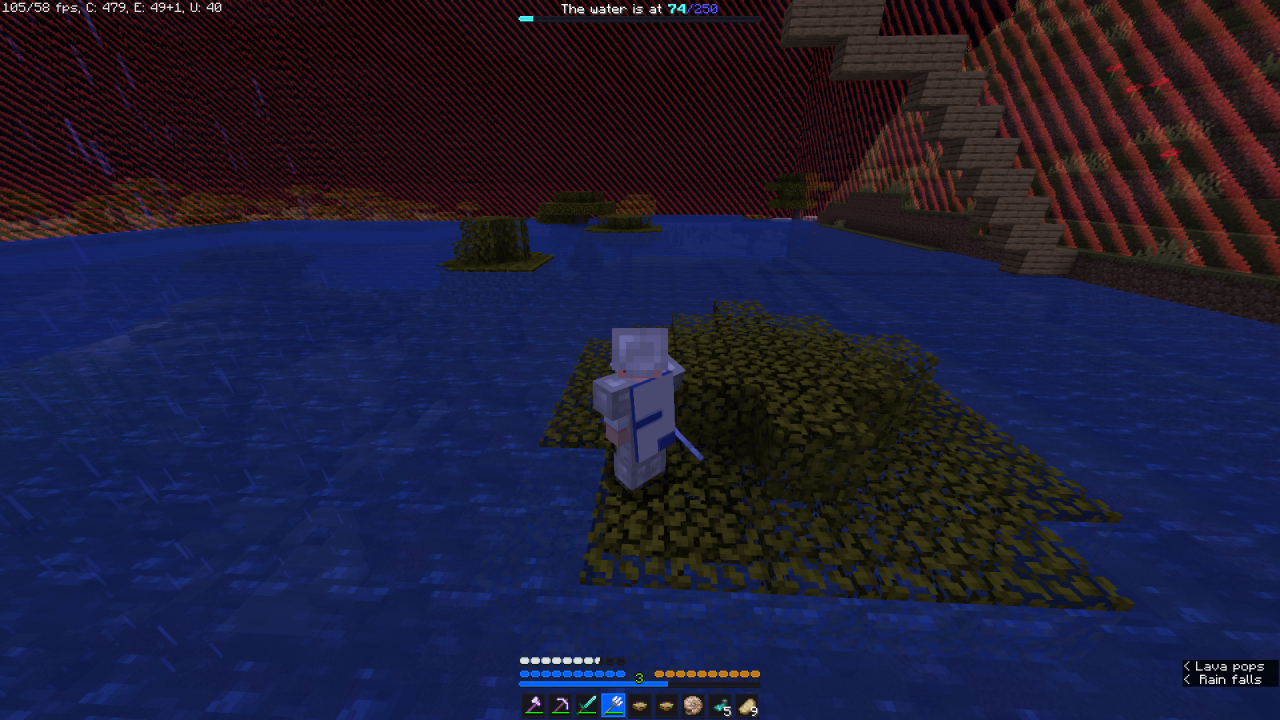 105/58 fps, C: 479, E: 49+1, U: 40
The water is at 74/250
< Lava pops
< Rain falls
3
5
9